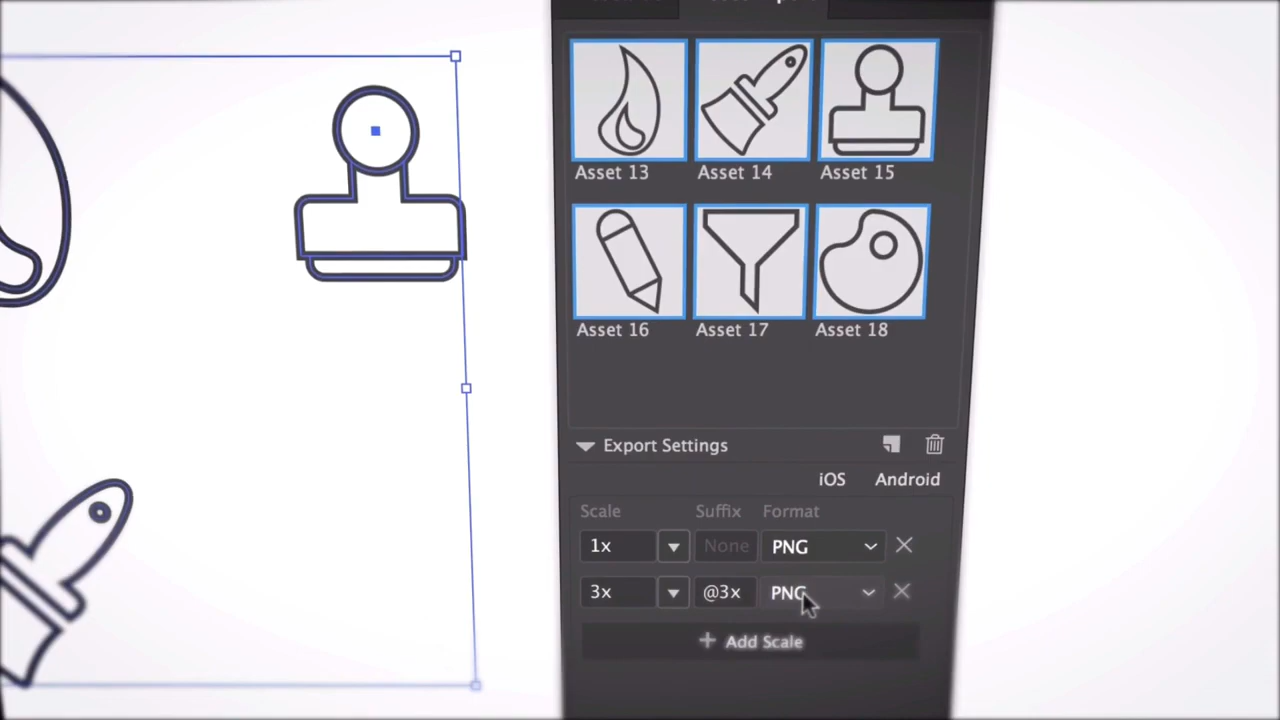 Asset 13 Asset 14 Asset 15
Asset 16 Asset 17 Asset 18
Export Settings
iOS Android
Scale Suffix Format
1x None PNG
3x @3x PNG
+ Add Scale